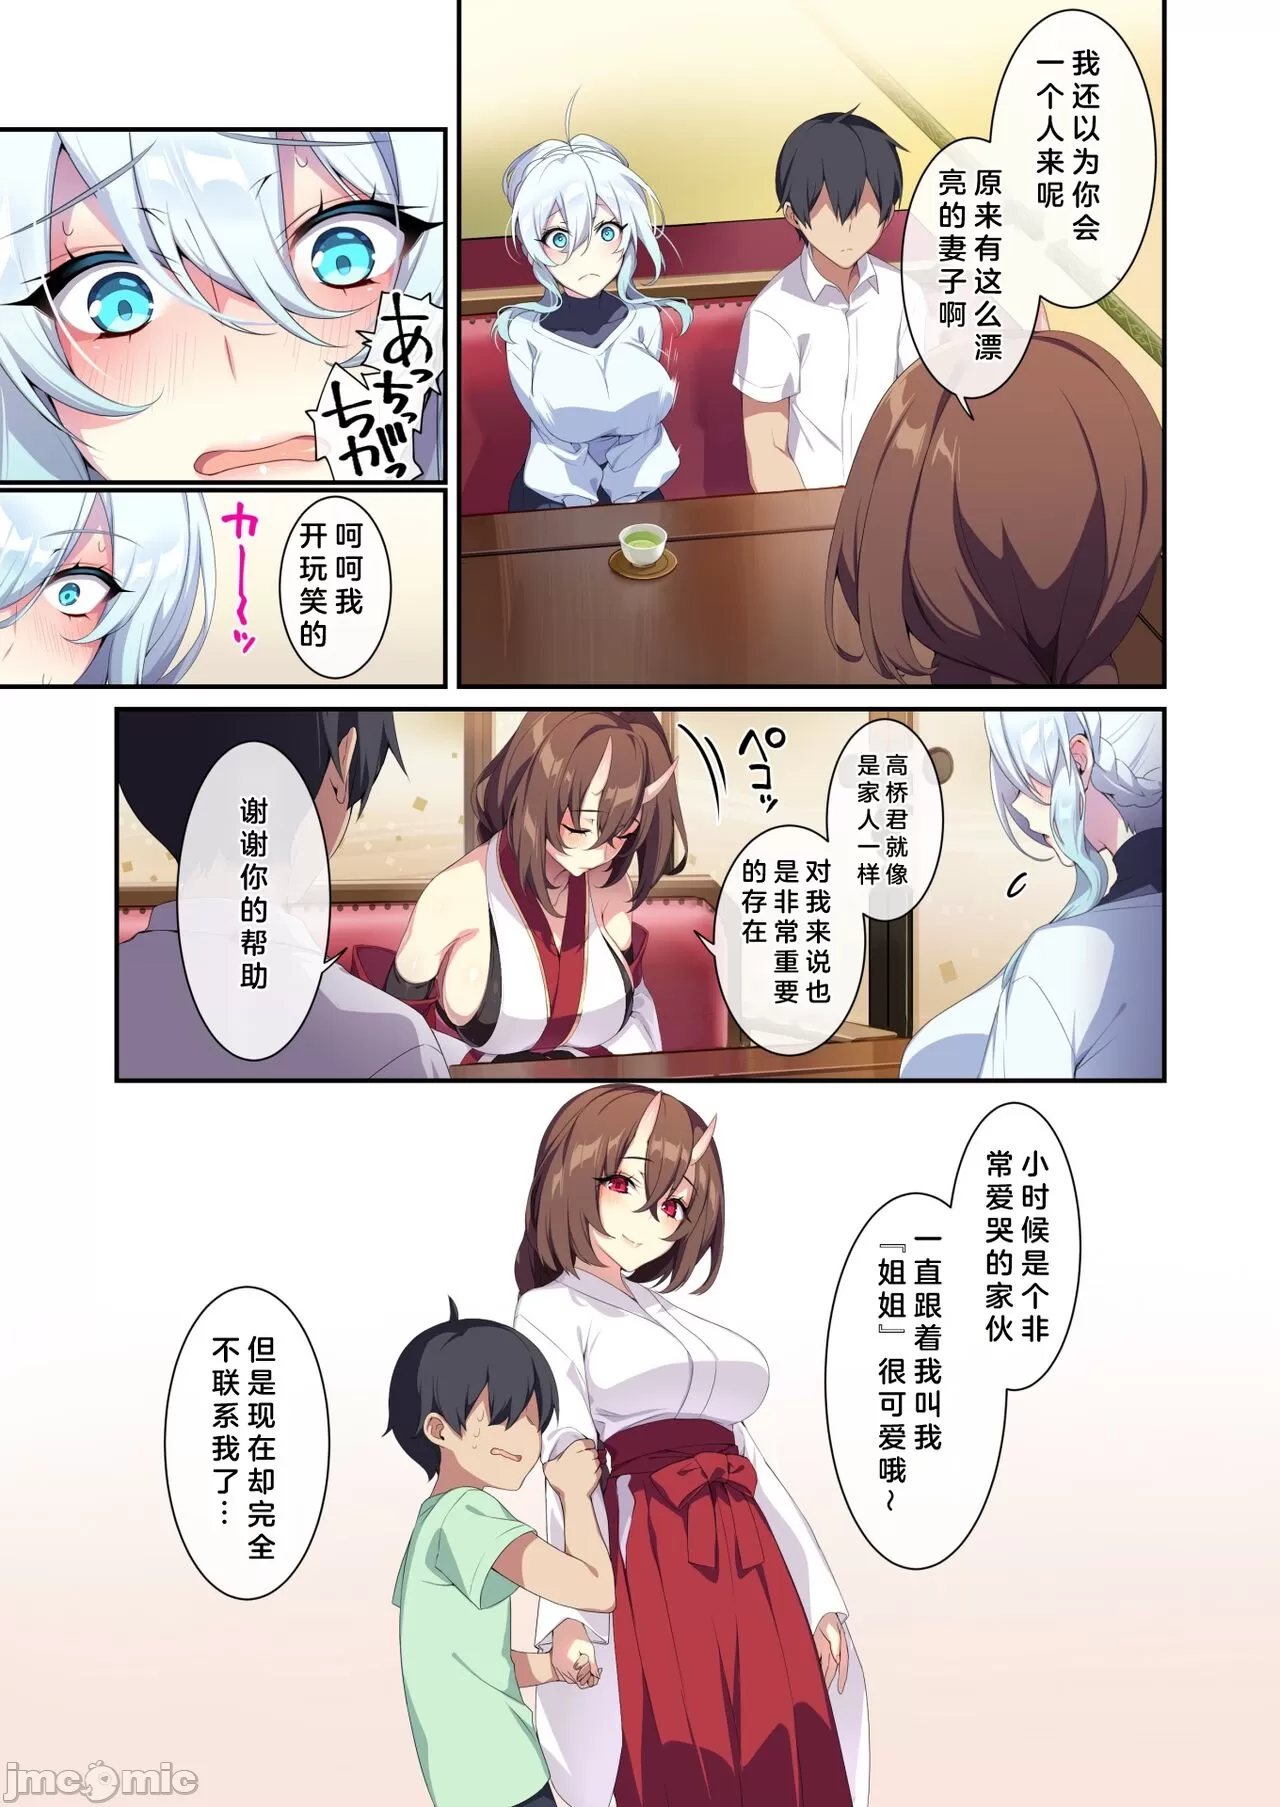 我还以为你会
一个人来呢
原来有这么漂
亮的妻子啊
あっ
ちっ
ちがっ
呵呵我
开玩笑的
カ～～ッ
高桥君就像
是家人一样
ペコッ
对我来说也
是非常重要
的存在
谢谢你的帮助
小时候是个非
常爱哭的家伙
一直跟着我叫我
『姐姐』很可爱哦～
但是现在却完全
不联系我了…
jmcomic